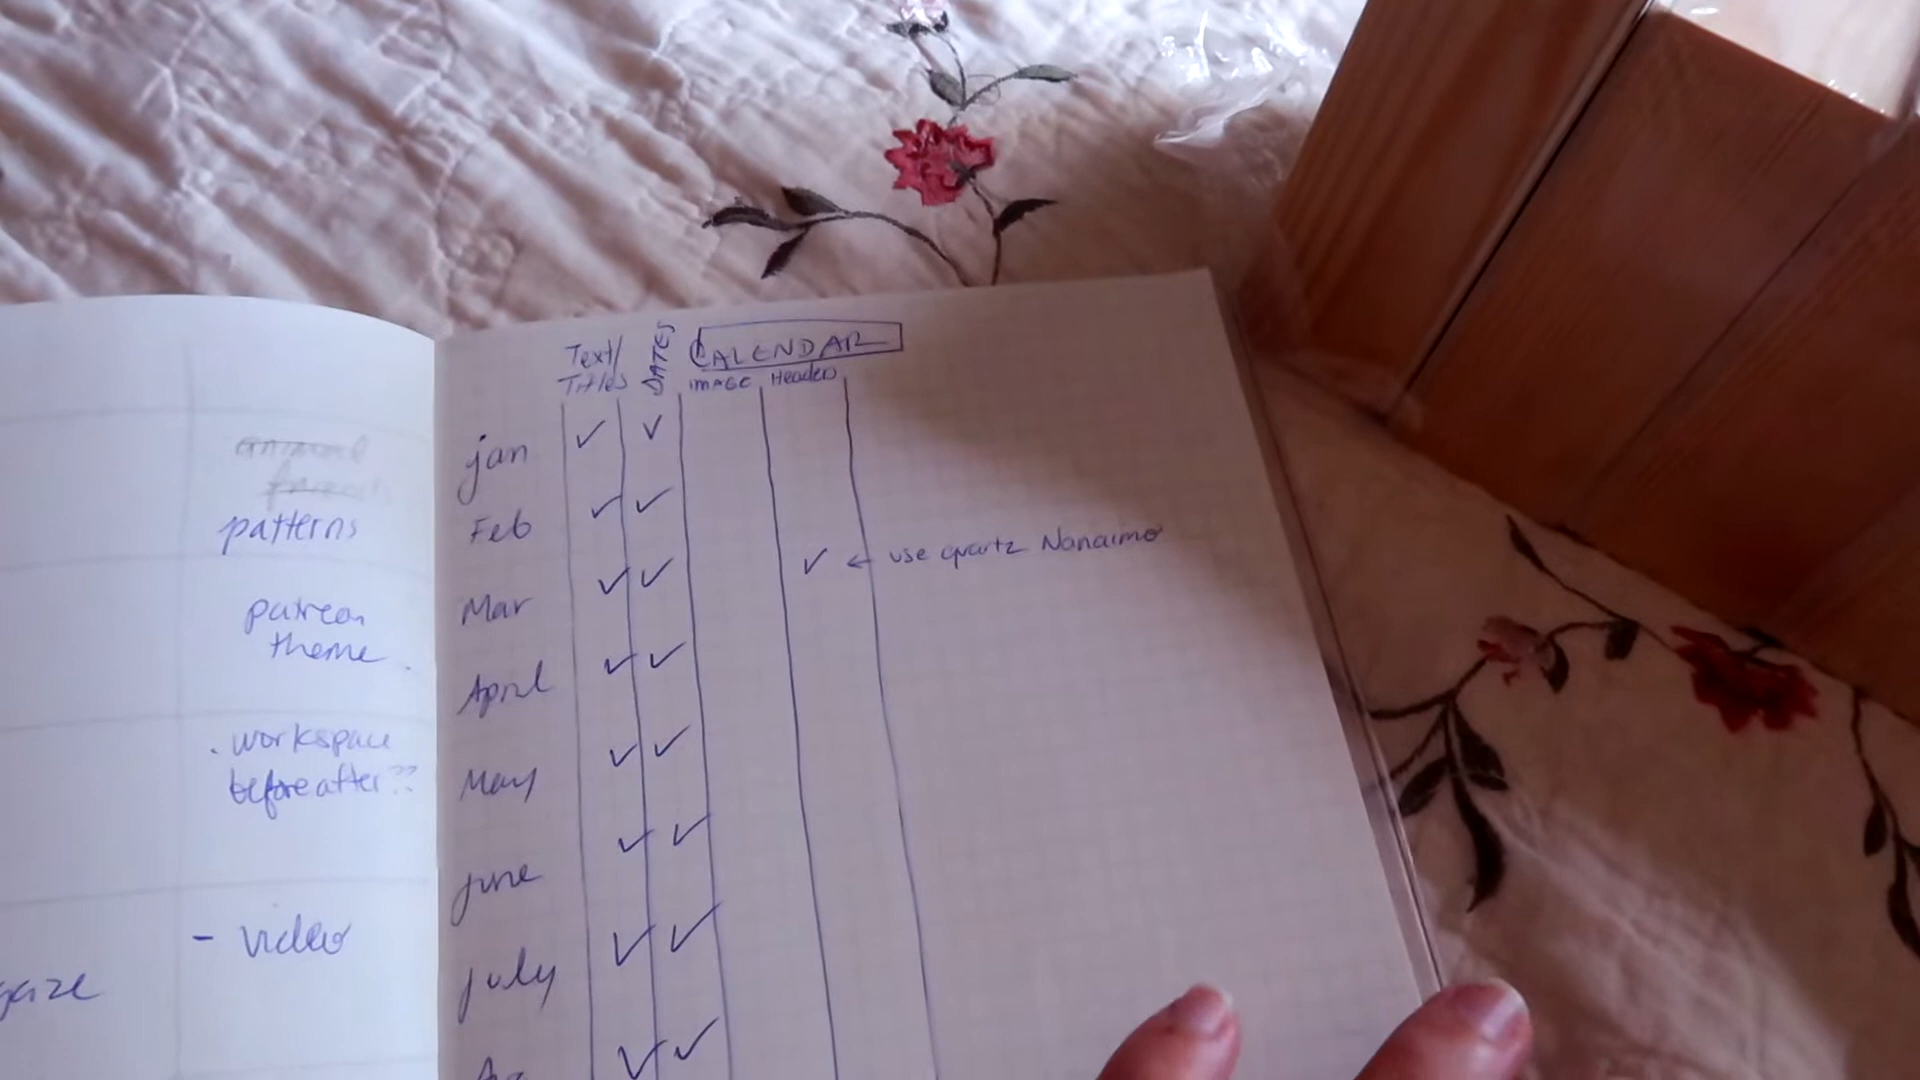 patterns
patreon
theme.
. workspace
before after??
- video
CALENDAR
Text/
Titles
DATES
IMAGE
Headers
jan ✓ ✓
Feb ✓ ✓
Mar ✓ ✓ ✓ ← use quartz Nanaimo
April ✓ ✓
May ✓ ✓
june ✓ ✓
july ✓ ✓
✓ ✓